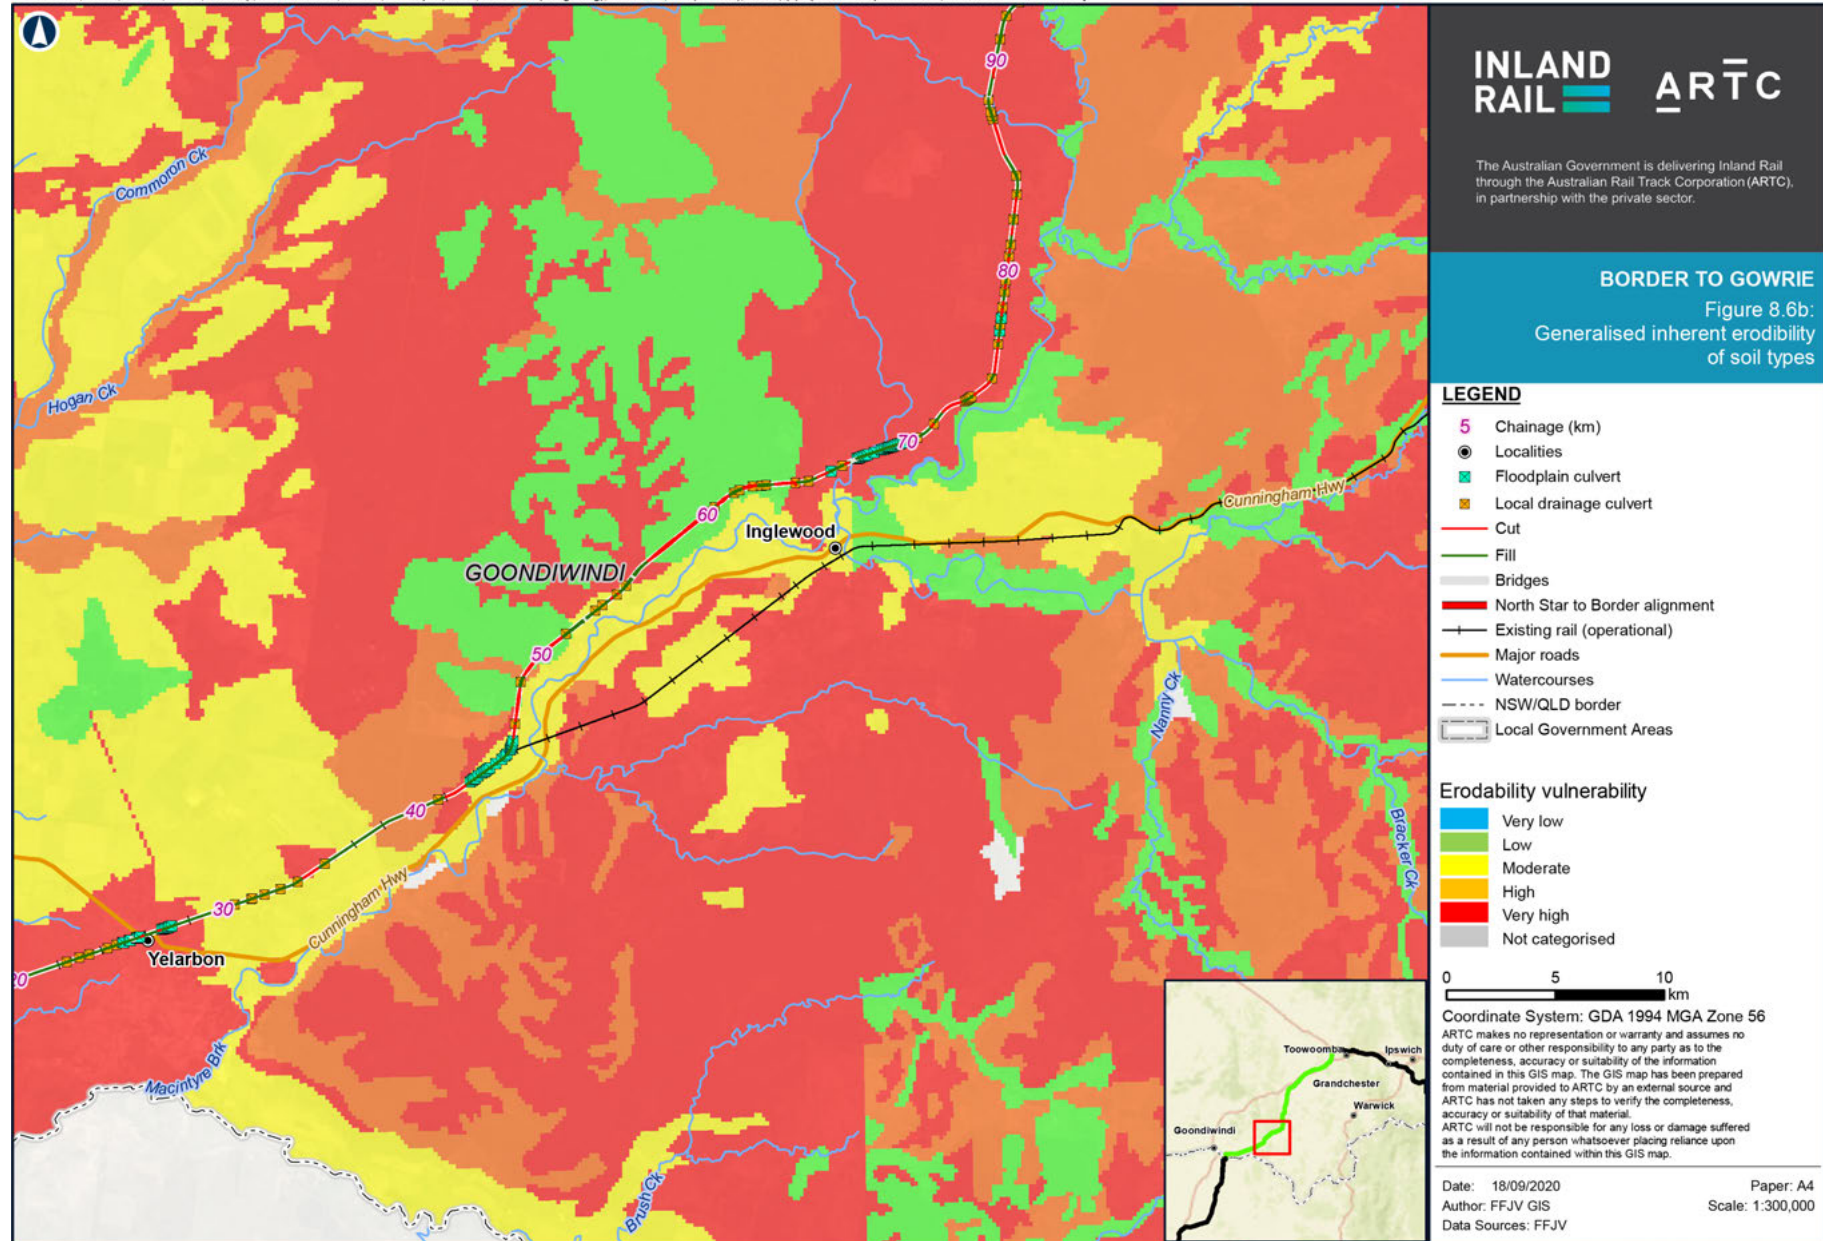 90
Commoron Ck
80
Hogan Ck
70
Cunningham Hwy
60
Inglewood
GOONDIWINDI
50
Nanny Ck
40
Bracker Ck
30
Cunningham Hwy
Yelarbon
20
Macintyre Brk
Brush Ck
Toowoomba
Ipswich
Grandchester
Warwick
Goondiwindi
INLAND
RAIL
ARTC
The Australian Government is delivering Inland Rail
through the Australian Rail Track Corporation (ARTC),
in partnership with the private sector.
BORDER TO GOWRIE
Figure 8.6b:
Generalised inherent erodibility
of soil types
LEGEND
5 Chainage (km)
Localities
Floodplain culvert
Local drainage culvert
Cut
Fill
Bridges
North Star to Border alignment
Existing rail (operational)
Major roads
Watercourses
NSW/QLD border
Local Government Areas
Erodability vulnerability
Very low
Low
Moderate
High
Very high
Not categorised
0 5 10
km
Coordinate System: GDA 1994 MGA Zone 56
ARTC makes no representation or warranty and assumes no
duty of care or other responsibility to any party as to the
completeness, accuracy or suitability of the information
contained in this GIS map. The GIS map has been prepared
from material provided to ARTC by an external source and
ARTC has not taken any steps to verify the completeness,
accuracy or suitability of that material.
ARTC will not be responsible for any loss or damage suffered
as a result of any person whatsoever placing reliance upon
the information contained within this GIS map.
Date: 18/09/2020 Paper: A4
Author: FFJV GIS Scale: 1:300,000
Data Sources: FFJV